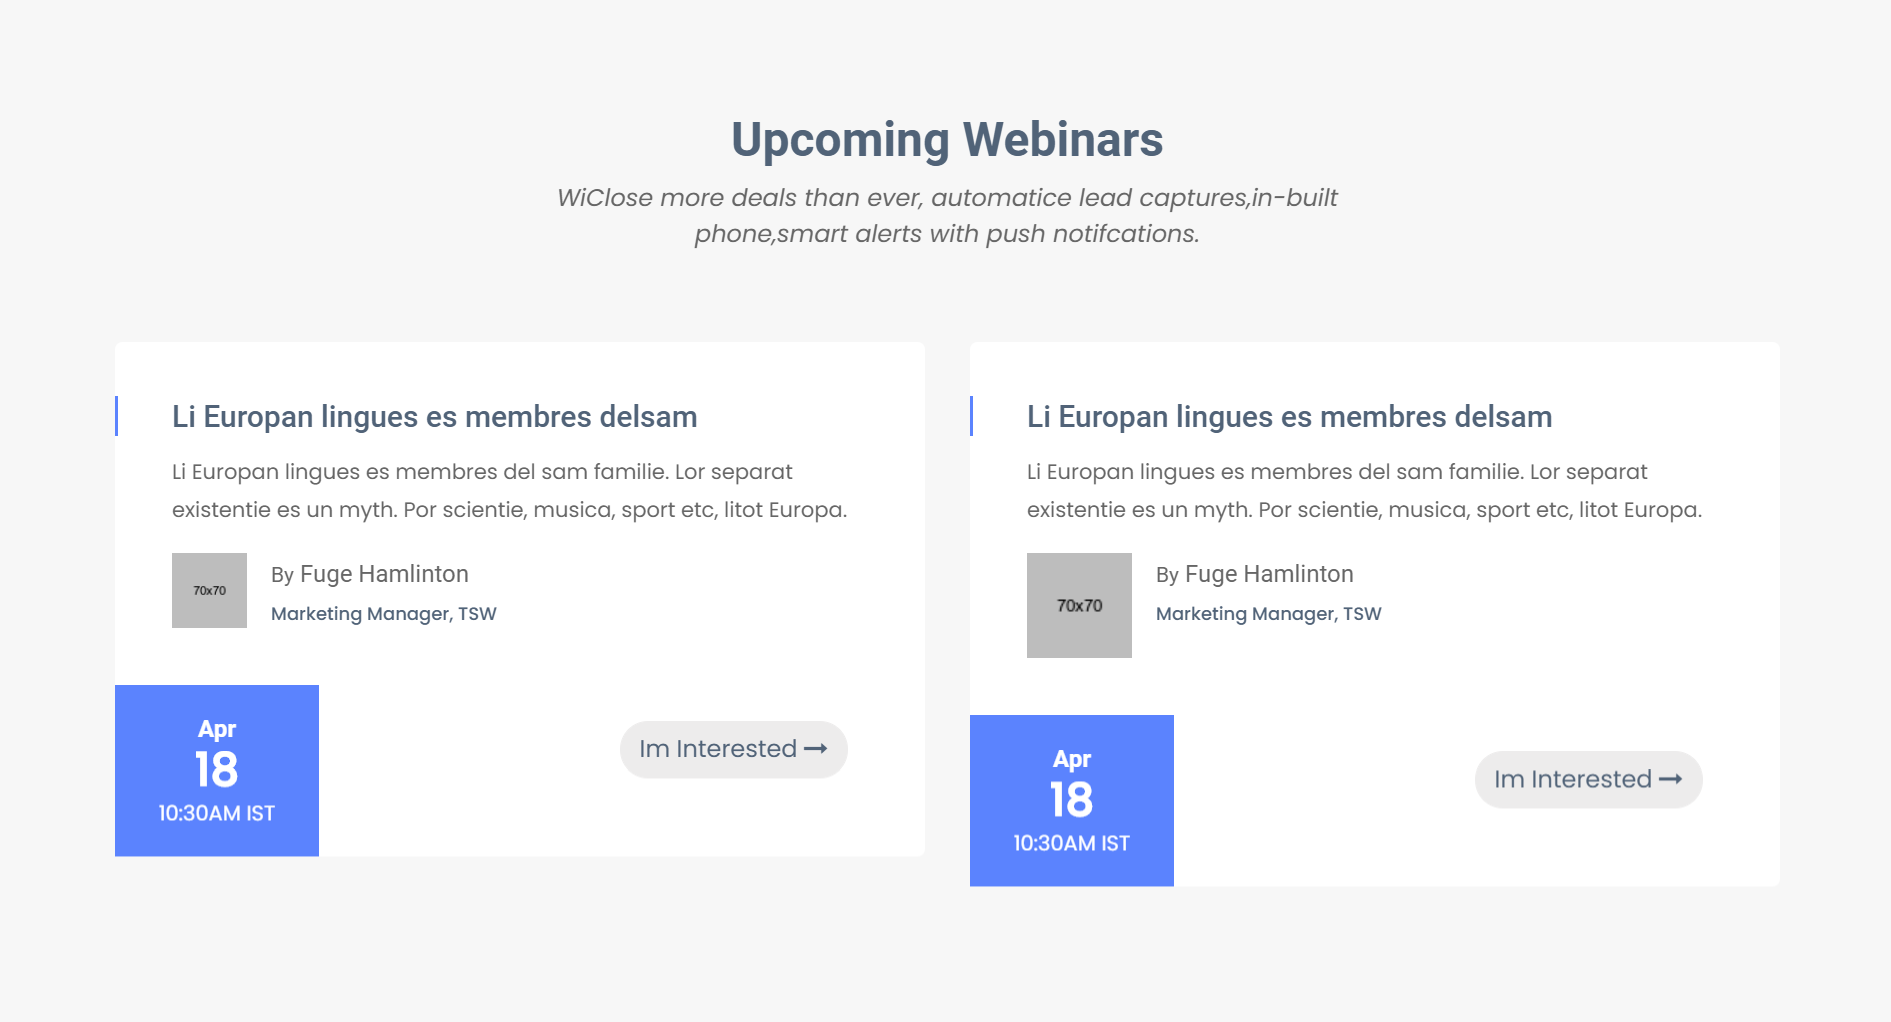 Upcoming Webinars
WiClose more deals than ever, automatice lead captures,in-built
phone,smart alerts with push notifcations.
Li Europan lingues es membres delsam
Li Europan lingues es membres del sam familie. Lor separat
existentie es un myth. Por scientie, musica, sport etc, litot Europa.
70x70
By Fuge Hamlinton
Marketing Manager, TSW
Apr
18
10:30AM IST
Im Interested
Li Europan lingues es membres delsam
Li Europan lingues es membres del sam familie. Lor separat
existentie es un myth. Por scientie, musica, sport etc, litot Europa.
70x70
By Fuge Hamlinton
Marketing Manager, TSW
Apr
18
10:30AM IST
Im Interested